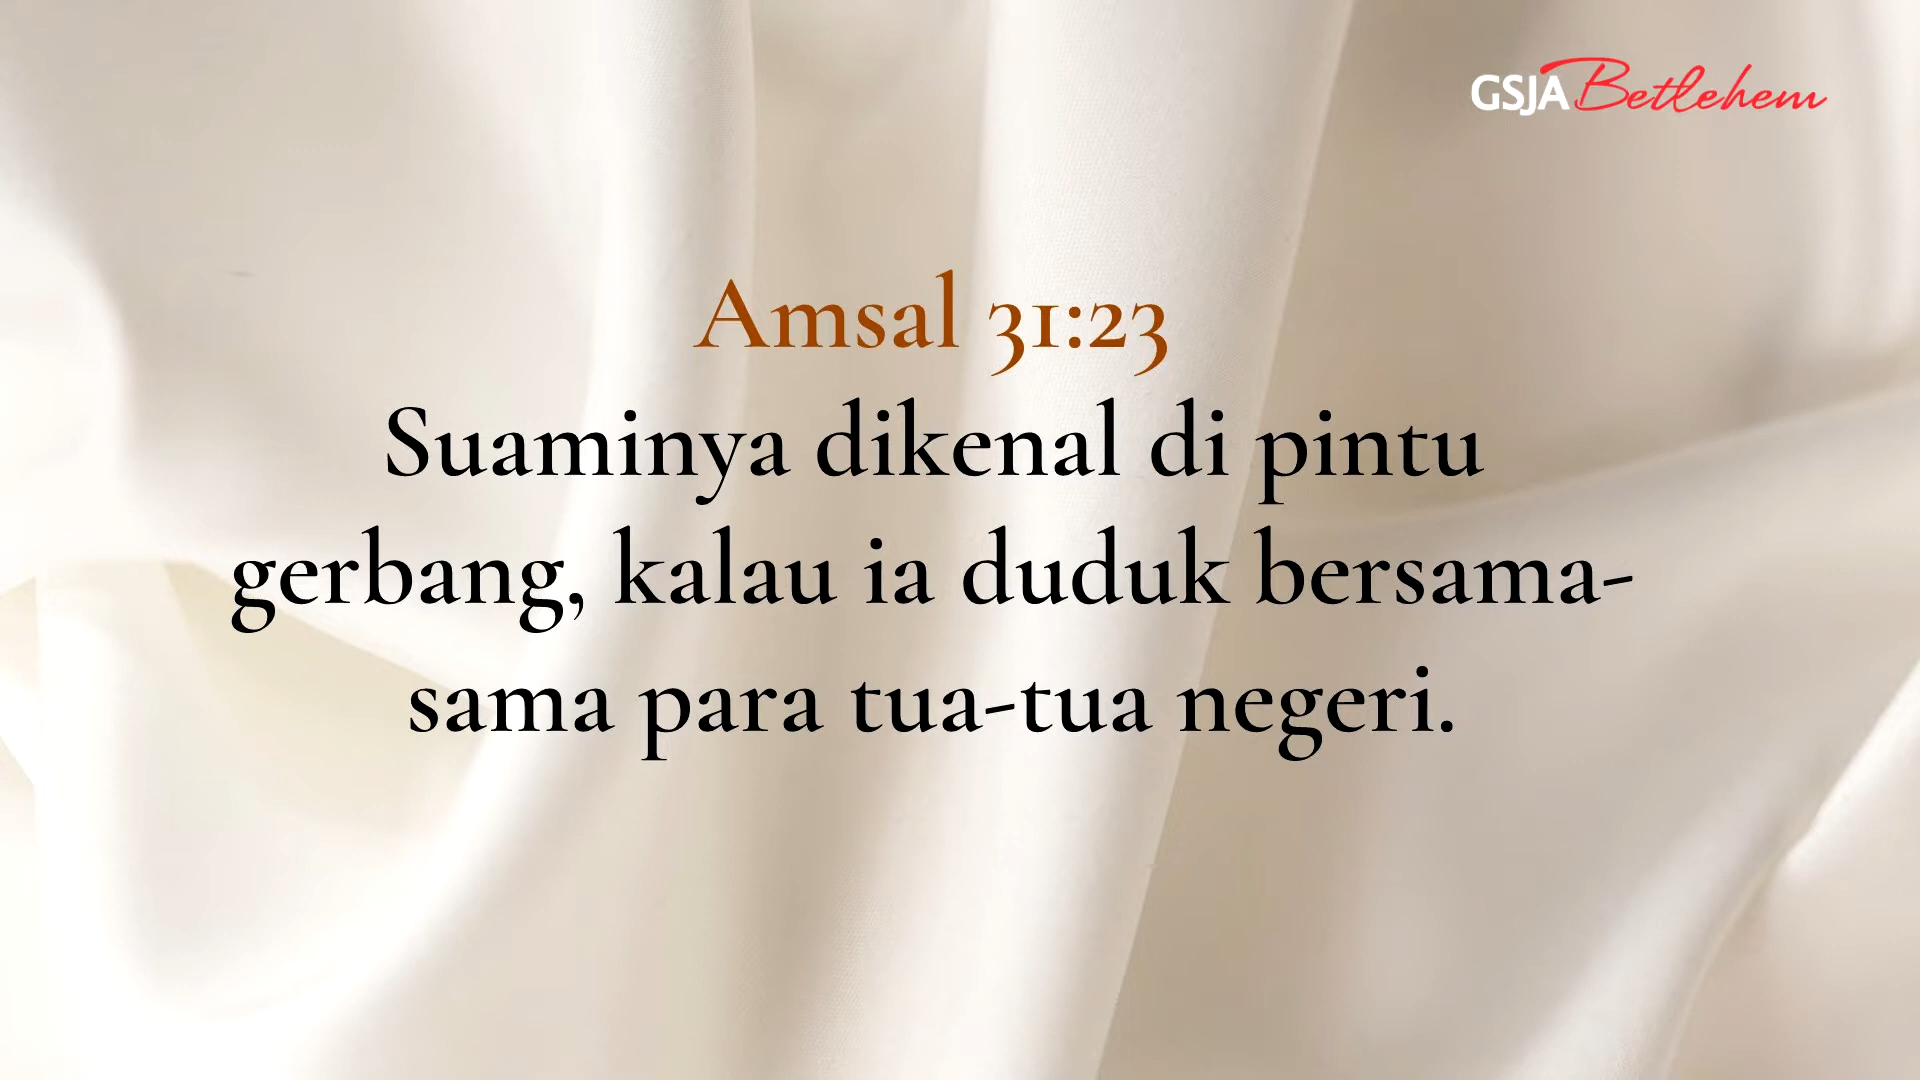 GSJA Betlehem
Amsal 31:23
Suaminya dikenal di pintu
gerbang, kalau ia duduk bersama-
sama para tua-tua negeri.